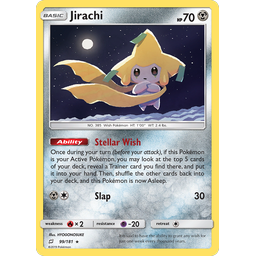 BASIC
Jirachi
HP70
NO. 385 Wish Pokémon HT: 1'00" WT: 2.4 lbs.
Ability Stellar Wish
Once during your turn (before your attack), if this Pokémon
is your Active Pokémon, you may look at the top 5 cards
of your deck, reveal a Trainer card you find there, and put
it into your hand. Then, shuffle the other cards back into
your deck, and this Pokémon is now Asleep.
Slap 30
weakness ×2 resistance -20 retreat
99/181